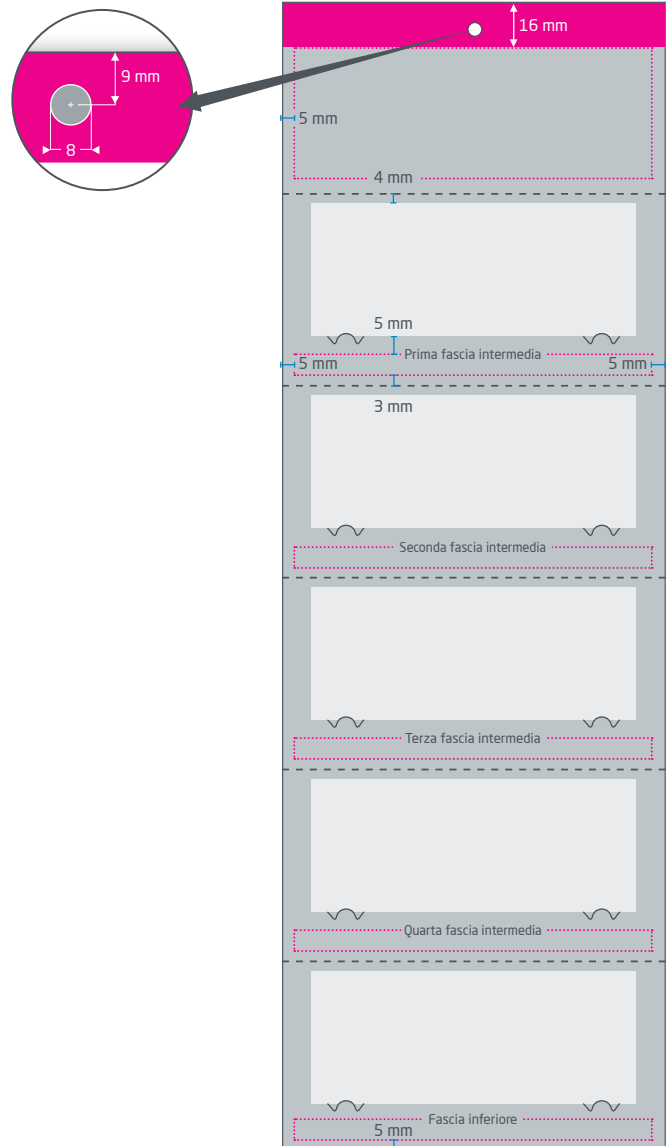 16 mm
9 mm
8
5 mm
4 mm
5 mm
Prima fascia intermedia
5 mm
5 mm
3 mm
Seconda fascia intermedia
Terza fascia intermedia
Quarta fascia intermedia
Fascia inferiore
5 mm